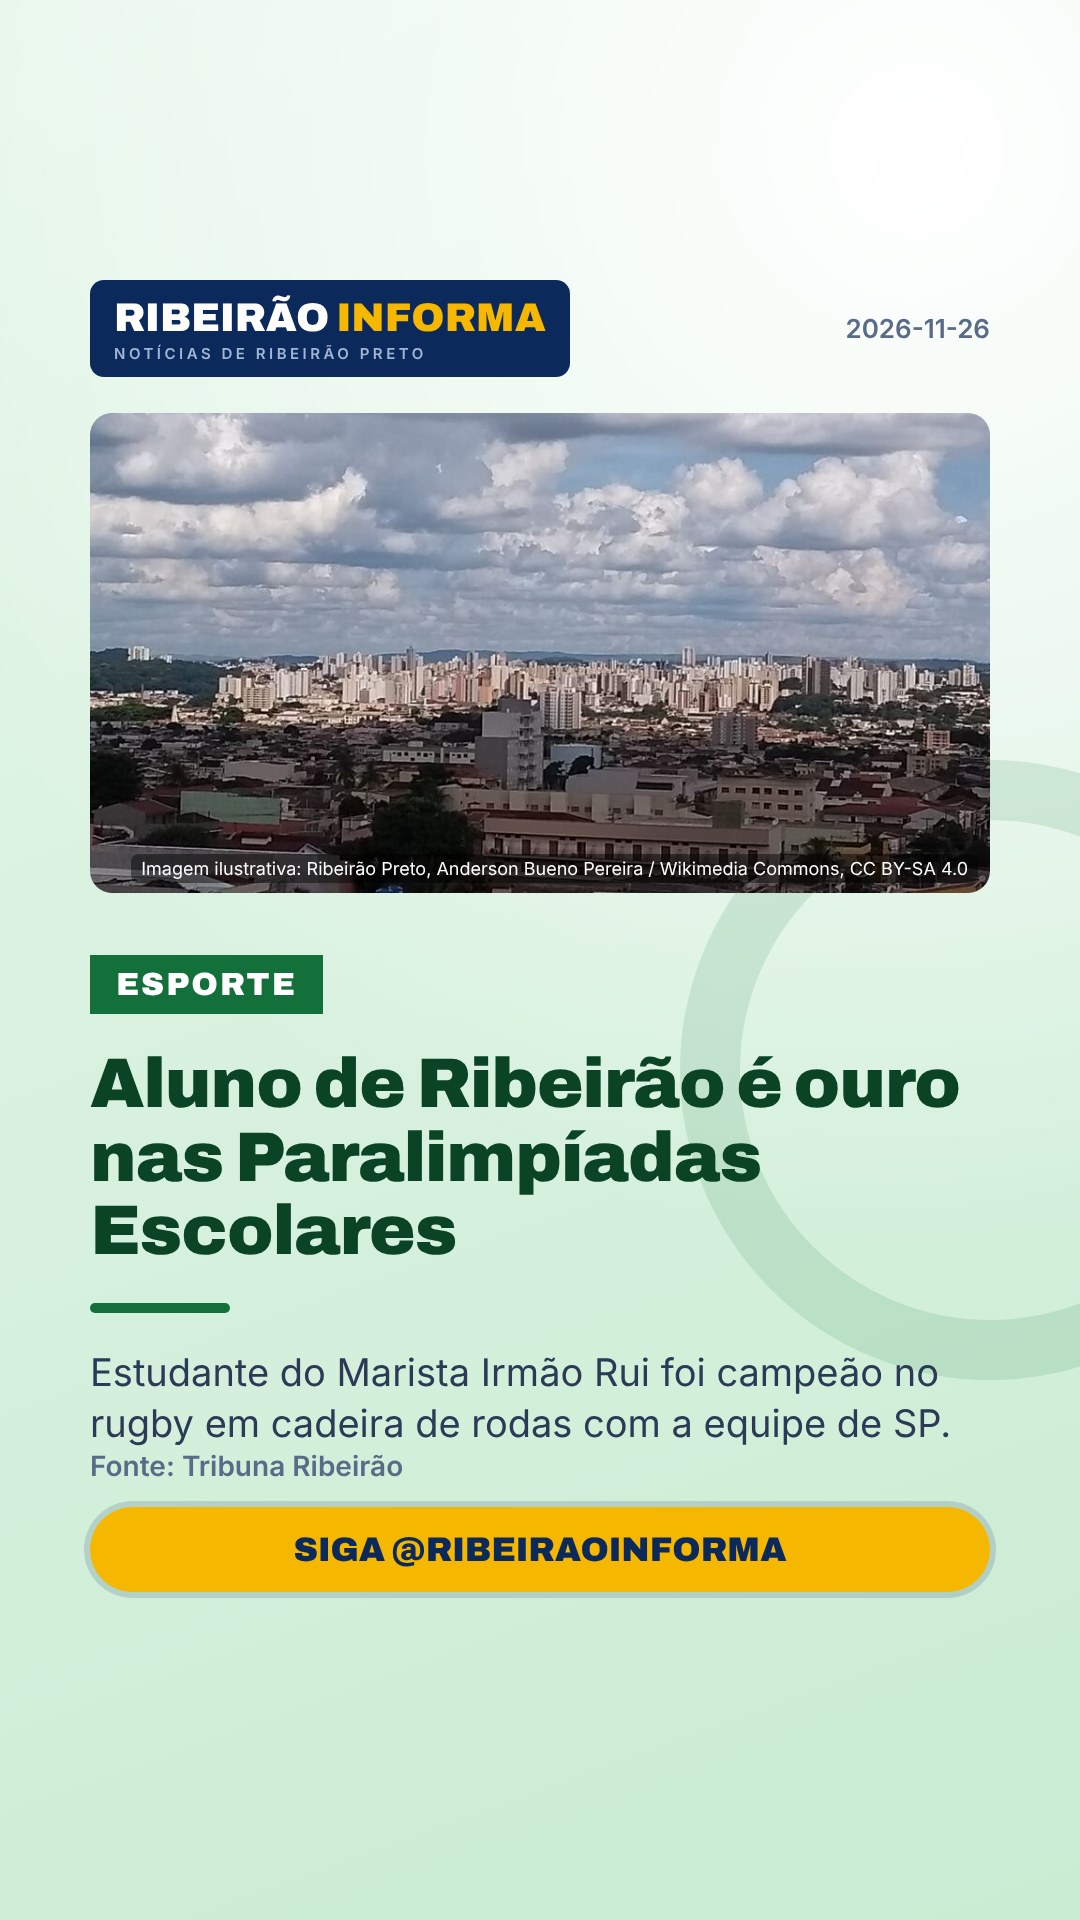 RIBEIRÃO INFORMA
NOTÍCIAS DE RIBEIRÃO PRETO
2026-11-26
Imagem ilustrativa: Ribeirão Preto, Anderson Bueno Pereira / Wikimedia Commons, CC BY-SA 4.0
ESPORTE
Aluno de Ribeirão é ouro
nas Paralimpíadas
Escolares
Estudante do Marista Irmão Rui foi campeão no
rugby em cadeira de rodas com a equipe de SP.
Fonte: Tribuna Ribeirão
SIGA @RIBEIRAOINFORMA